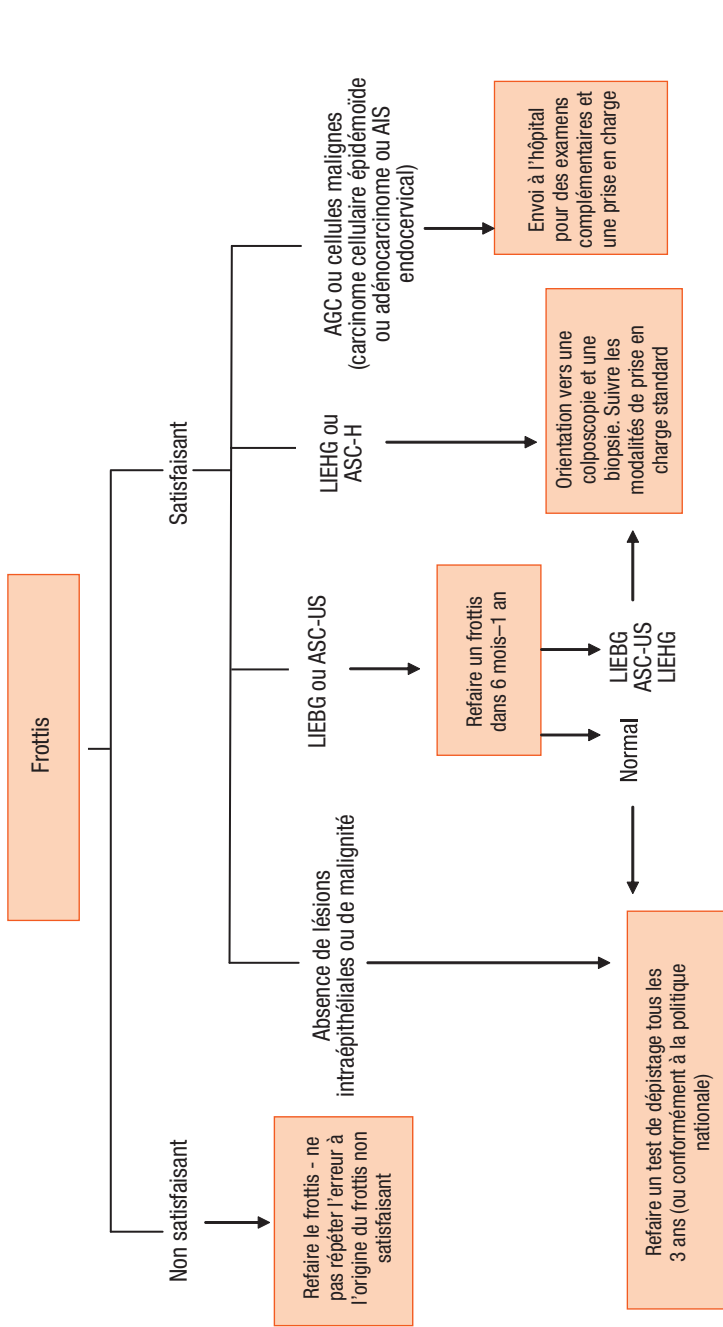 Frottis
Non satisfaisant
Satisfaisant
Refaire le frottis - ne
pas répéter l'erreur à
l'origine du frottis non
satisfaisant
Absence de lésions
intraépithéliales ou de malignité
LIEBG ou ASC-US
LIEHG ou
ASC-H
AGC ou cellules malignes
(carcinome cellulaire épidémoïde
ou adénocarcinome ou AIS
endocervical)
Refaire un frottis
dans 6 mois–1 an
Orientation vers une
colposcopie et une
biopsie. Suivre les
modalités de prise en
charge standard
Envoi à l'hôpital
pour des examens
complémentaires et
une prise en charge
Normal
LIEBG
ASC-US
LIEHG
Refaire un test de dépistage tous les
3 ans (ou conformément à la politique
nationale)